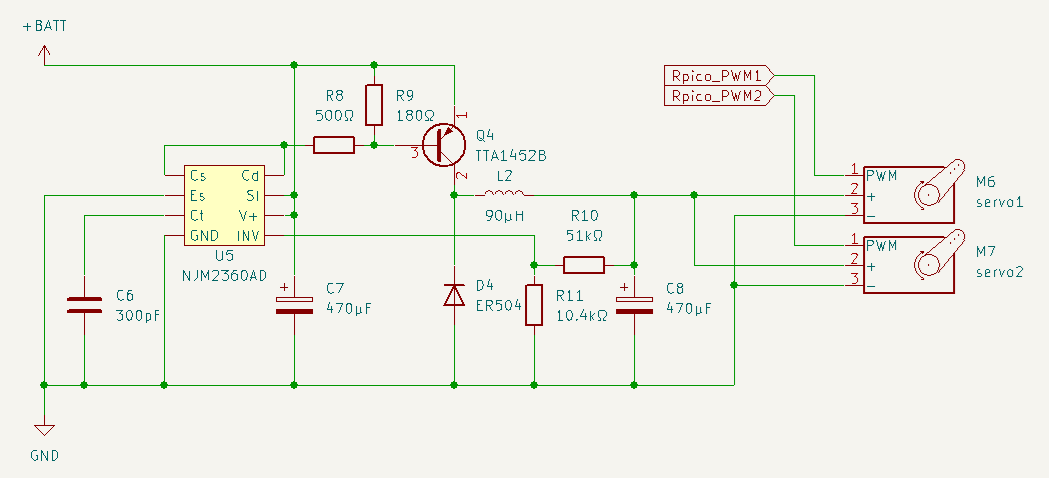 +BATT
Rpico_PWM1
Rpico_PWM2
R8
500Ω
R9
180Ω
1
3
2
Q4
TTA1452B
L2
90µH
Cs
Es
Ct
GND
Cd
SI
V+
INV
U5
NJM2360AD
R10
51kΩ
1
2
3
PWM
+
−
M6
servo1
1
2
3
PWM
+
−
M7
servo2
C6
300pF
+
C7
470µF
D4
ER504
R11
10.4kΩ
+
C8
470µF
GND